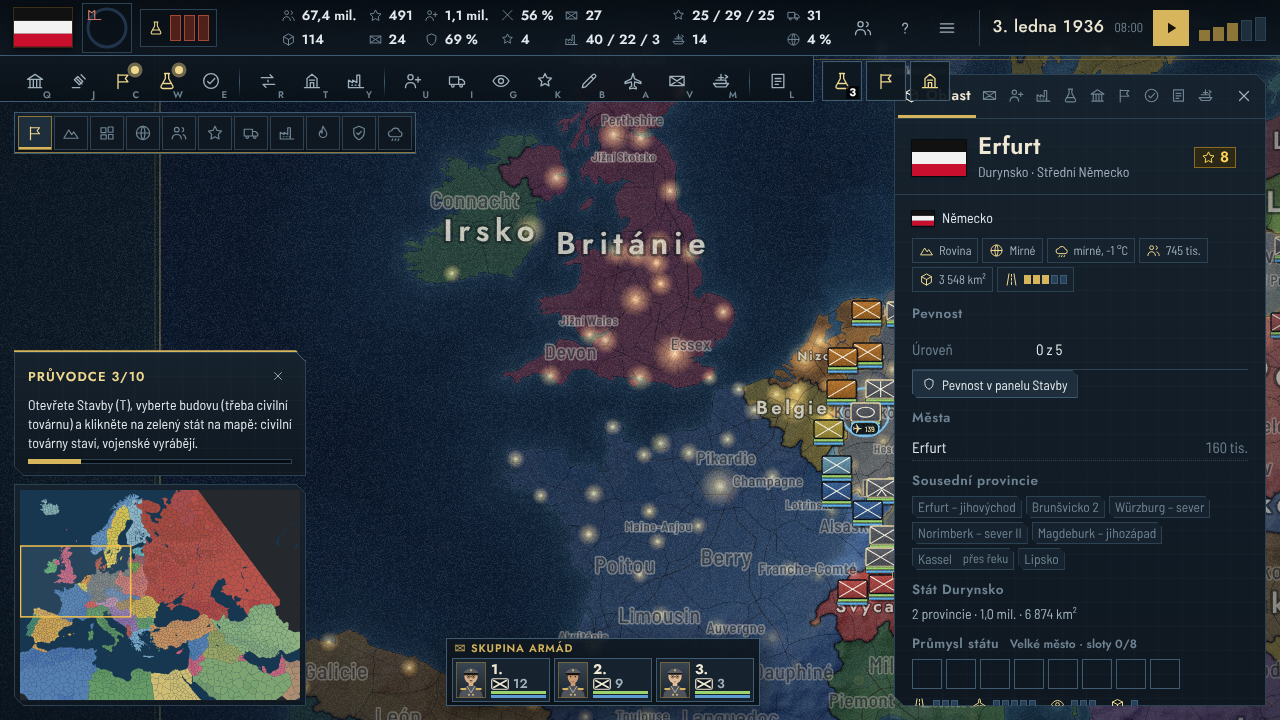 67,4 mil. 491 1,1 mil. 56 % 27 25 / 29 / 25 31
114 24 69 % 4 40 / 22 / 3 14 4 %
?
3. ledna 1936 08:00
Q J C W E R T Y U I G K B A V M L
3
Oblast
Erfurt
Durynsko · Střední Německo
8
Německo
Rovina Mírné mírné, -1 °C 745 tis.
3 548 km²
Pevnost
Úroveň 0 z 5
Pevnost v panelu Stavby
Města
Erfurt 160 tis.
Sousední provincie
Erfurt – jihovýchod Brunšvicko 2 Würzburg – sever
Norimberk – sever II Magdeburk – jihozápad
Kassel přes řeku Lipsko
Stát Durynsko
2 provincie · 1,0 mil. · 6 874 km²
Průmysl státu Velké město · sloty 0/8
Perthshire
Jižní Skotsko
Connacht
Irsko
Británie
Jižní Wales
Devon
Essex
Belgie
139
Pikardie
Champagne
Maine-Anjou
Poitou
Berry
Franche-Comté
Limousin
Auvergne
Galicie
PRŮVODCE 3/10
Otevřete Stavby (T), vyberte budovu (třeba civilní
továrnu) a klikněte na zelený stát na mapě: civilní
továrny staví, vojenské vyrábějí.
SKUPINA ARMÁD
1. 12
2. 9
3. 3